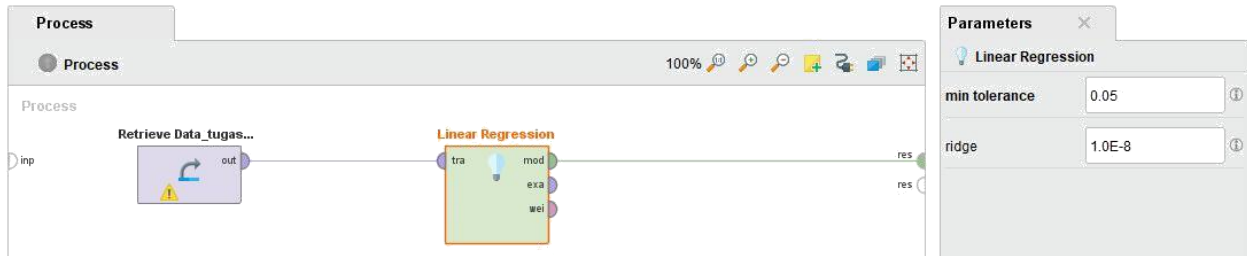 Process
Process
100%
Process
Retrieve Data_tugas...
inp
out
Linear Regression
tra
mod
exa
wei
res
res
Parameters
Linear Regression
min tolerance
0.05
ridge
1.0E-8